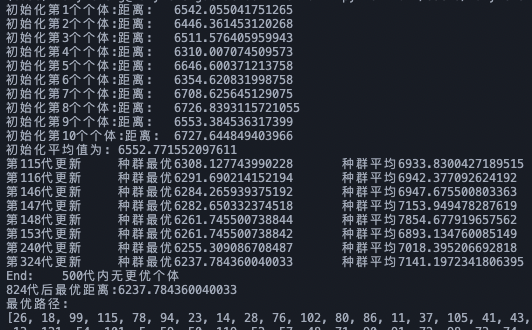 初始化第1个个体:距离: 6542.055041751265
初始化第2个个体:距离: 6446.361453120268
初始化第3个个体:距离: 6511.576405959943
初始化第4个个体:距离: 6310.007074509573
初始化第5个个体:距离: 6646.600371213758
初始化第6个个体:距离: 6354.620831998758
初始化第7个个体:距离: 6708.625645129075
初始化第8个个体:距离: 6726.8393115721055
初始化第9个个体:距离: 6553.384536317399
初始化第10个个体:距离: 6727.644849403966
初始化平均值为: 6552.771552097611
第115代更新 种群最优6308.127743990228 种群平均6933.8300427189515
第116代更新 种群最优6291.690214152194 种群平均6942.377092624192
第146代更新 种群最优6284.265939375192 种群平均6947.675500803363
第147代更新 种群最优6282.650332374518 种群平均7153.949478287619
第148代更新 种群最优6261.745500738844 种群平均7854.677919657562
第153代更新 种群最优6261.745500738842 种群平均6893.134760085149
第240代更新 种群最优6255.309086708487 种群平均7018.395206692818
第324代更新 种群最优6237.784360040033 种群平均7141.1972341806395
End: 500代内无更优个体
824代后最优距离:6237.784360040033
最优路径:
[26, 18, 99, 115, 78, 94, 23, 14, 28, 76, 102, 80, 86, 11, 37, 105, 41, 43,